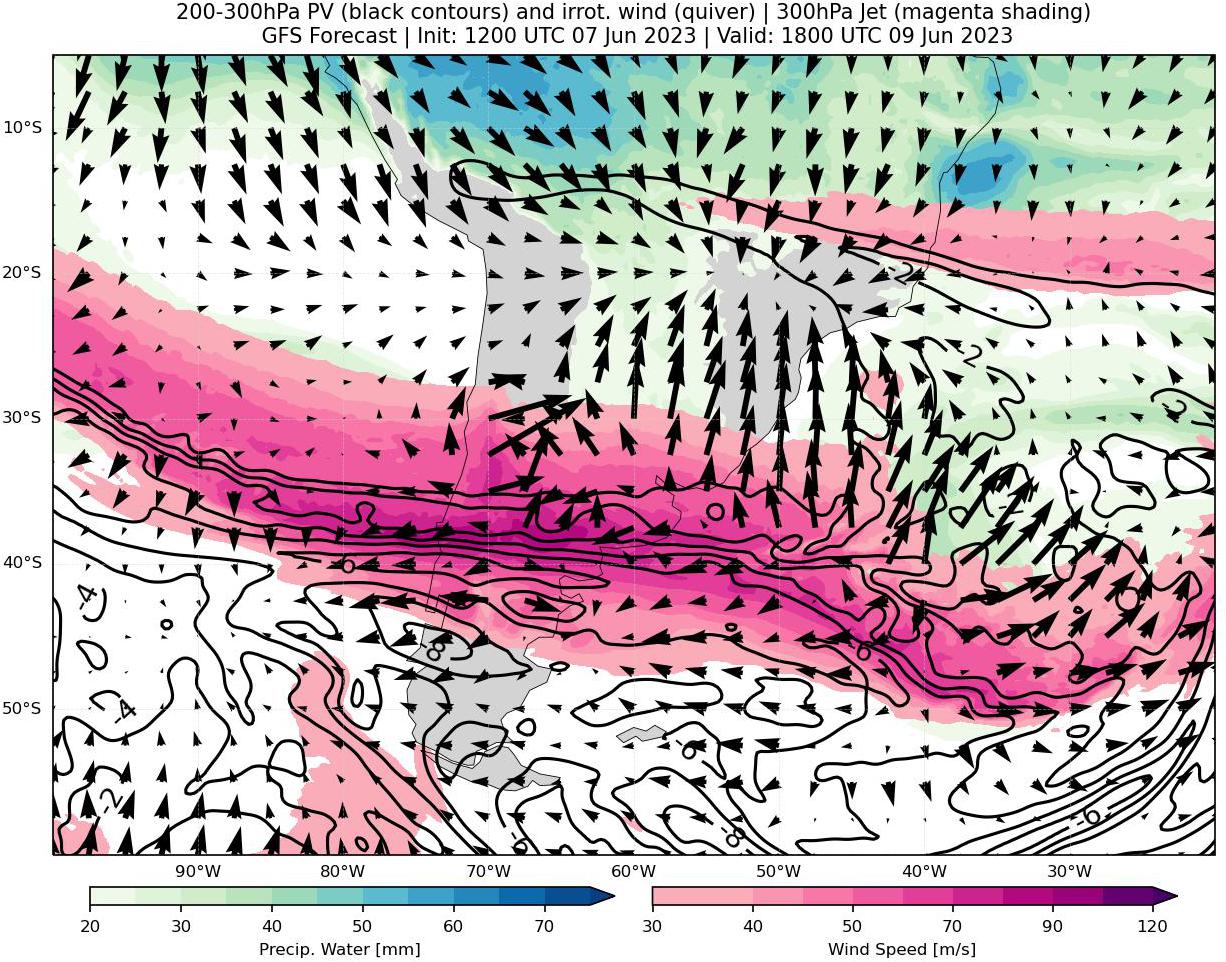 200-300hPa PV (black contours) and irrot. wind (quiver) | 300hPa Jet (magenta shading)
GFS Forecast | Init: 1200 UTC 07 Jun 2023 | Valid: 1800 UTC 09 Jun 2023
10°S
20°S
30°S
40°S
50°S
-2
-2
-4
-8
-6
-4
-2
-6
-8
90°W 80°W 70°W 60°W 50°W 40°W 30°W
20 30 40 50 60 70
Precip. Water [mm]
30 40 50 70 90 120
Wind Speed [m/s]